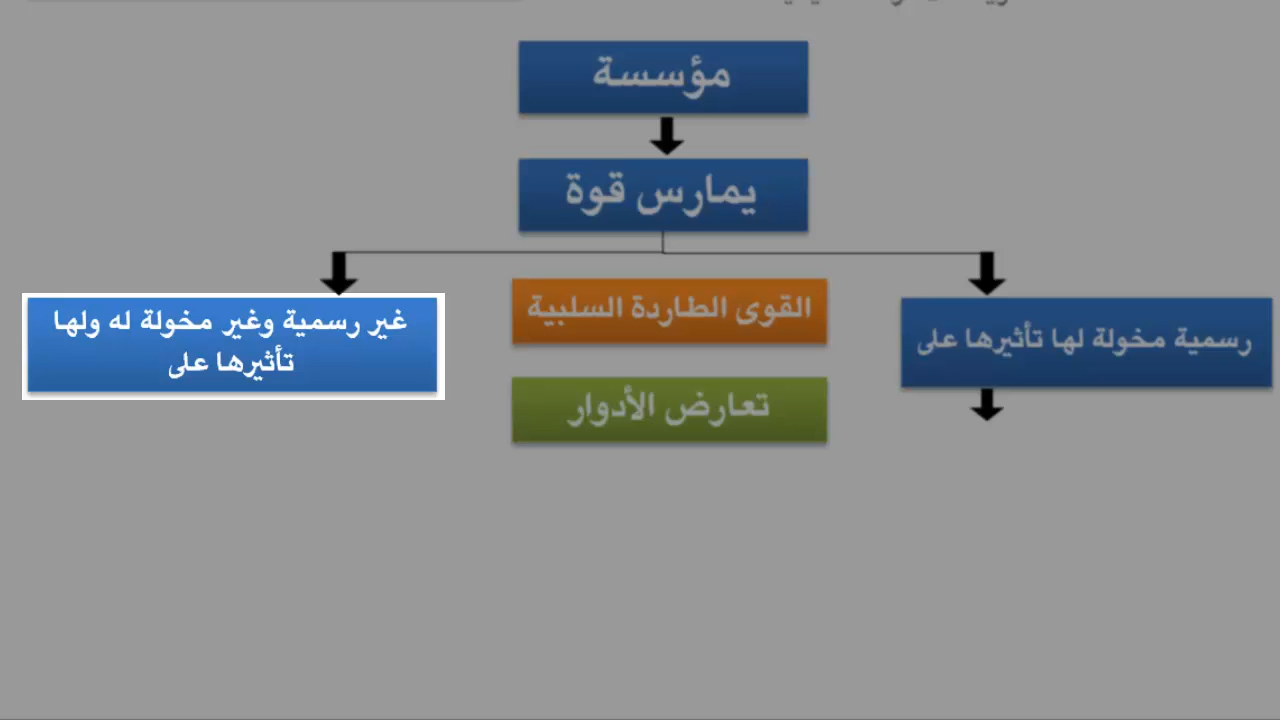 مؤسسة
يمارس قوة
رسمية مخولة لها تأثيرها على
القوى الطاردة السلبية
تعارض الأدوار
غير رسمية وغير مخولة له ولها
تأثيرها على